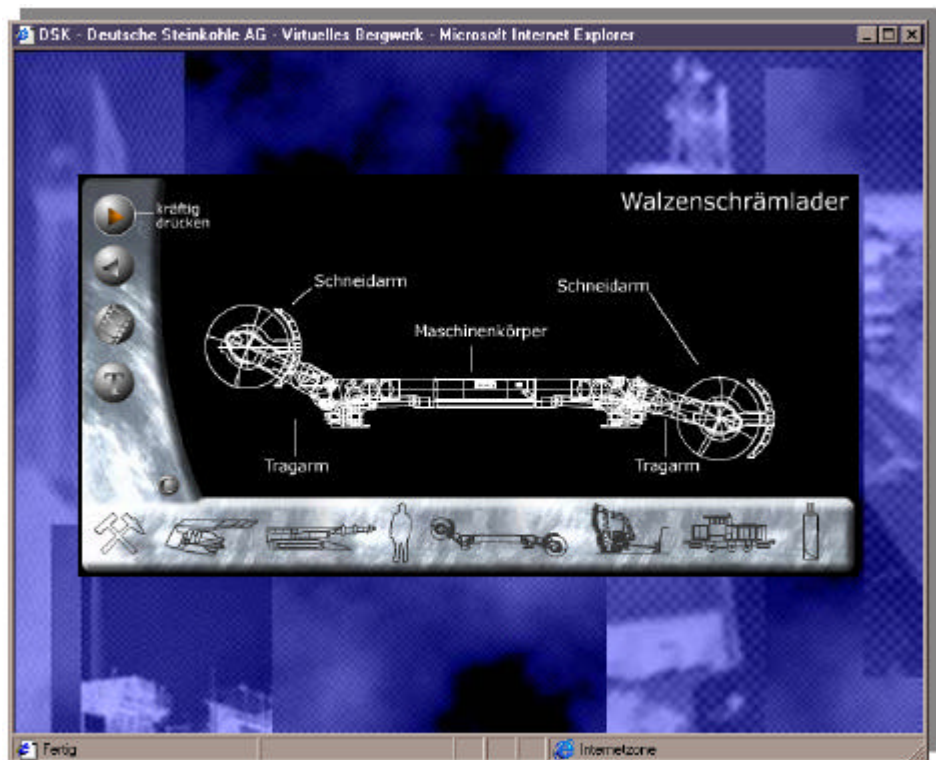 DSK - Deutsche Steinkohle AG - Virtuelles Bergwerk - Microsoft Internet Explorer
Walzenschrämlader
kräftig
drücken
Schneidarm
Schneidarm
Maschinenkörper
Tragarm
Tragarm
T
Fertig
Internetzone